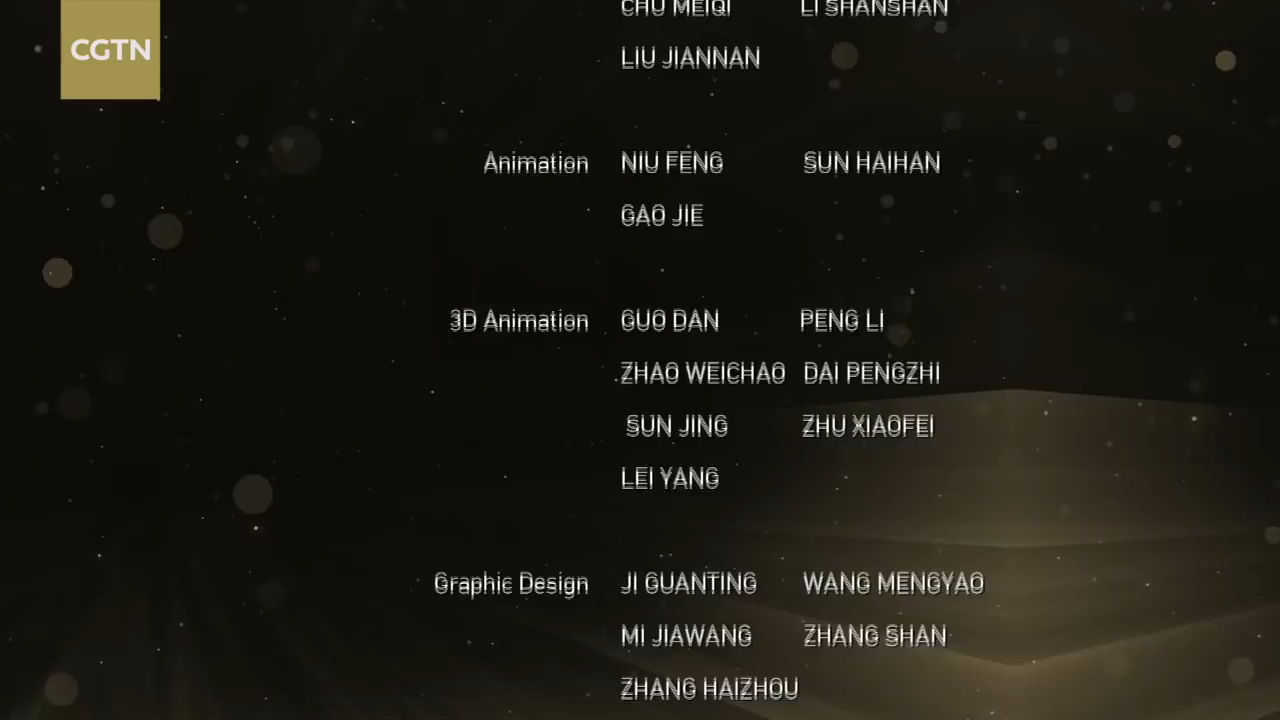 CGTN
CHU MEIQI LI SHANSHAN
LIU JIANNAN
Animation NIU FENG SUN HAIHAN
GAO JIE
3D Animation GUO DAN PENG LI
ZHAO WEICHAO DAI PENGZHI
SUN JING ZHU XIAOFEI
LEI YANG
Graphic Design JI GUANTING WANG MENGYAO
MI JIAWANG ZHANG SHAN
ZHANG HAIZHOU